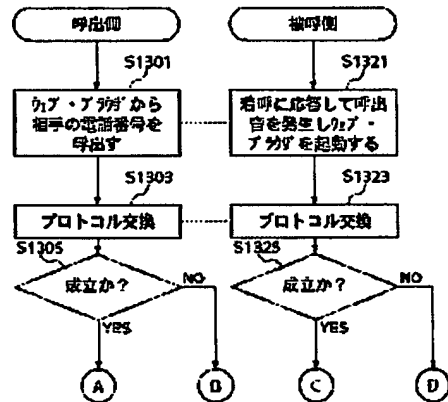 呼出側
被呼側
S1301
S1321
ウェブ・ブラウザから
相手の電話番号を
呼出す
着呼に応答して呼出
音を発生しウェブ・
ブラウザを起動する
S1303
S1323
プロトコル交換
プロトコル交換
S1305
S1325
成立か?
NO
成立か?
NO
YES
YES
A
B
C
D